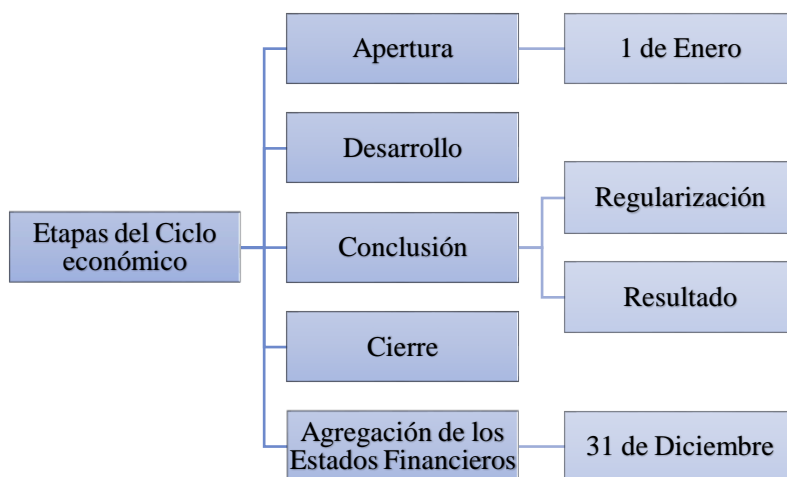 Etapas del Ciclo
económico
Apertura
1 de Enero
Desarrollo
Conclusión
Regularización
Resultado
Cierre
Agregación de los
Estados Financieros
31 de Diciembre